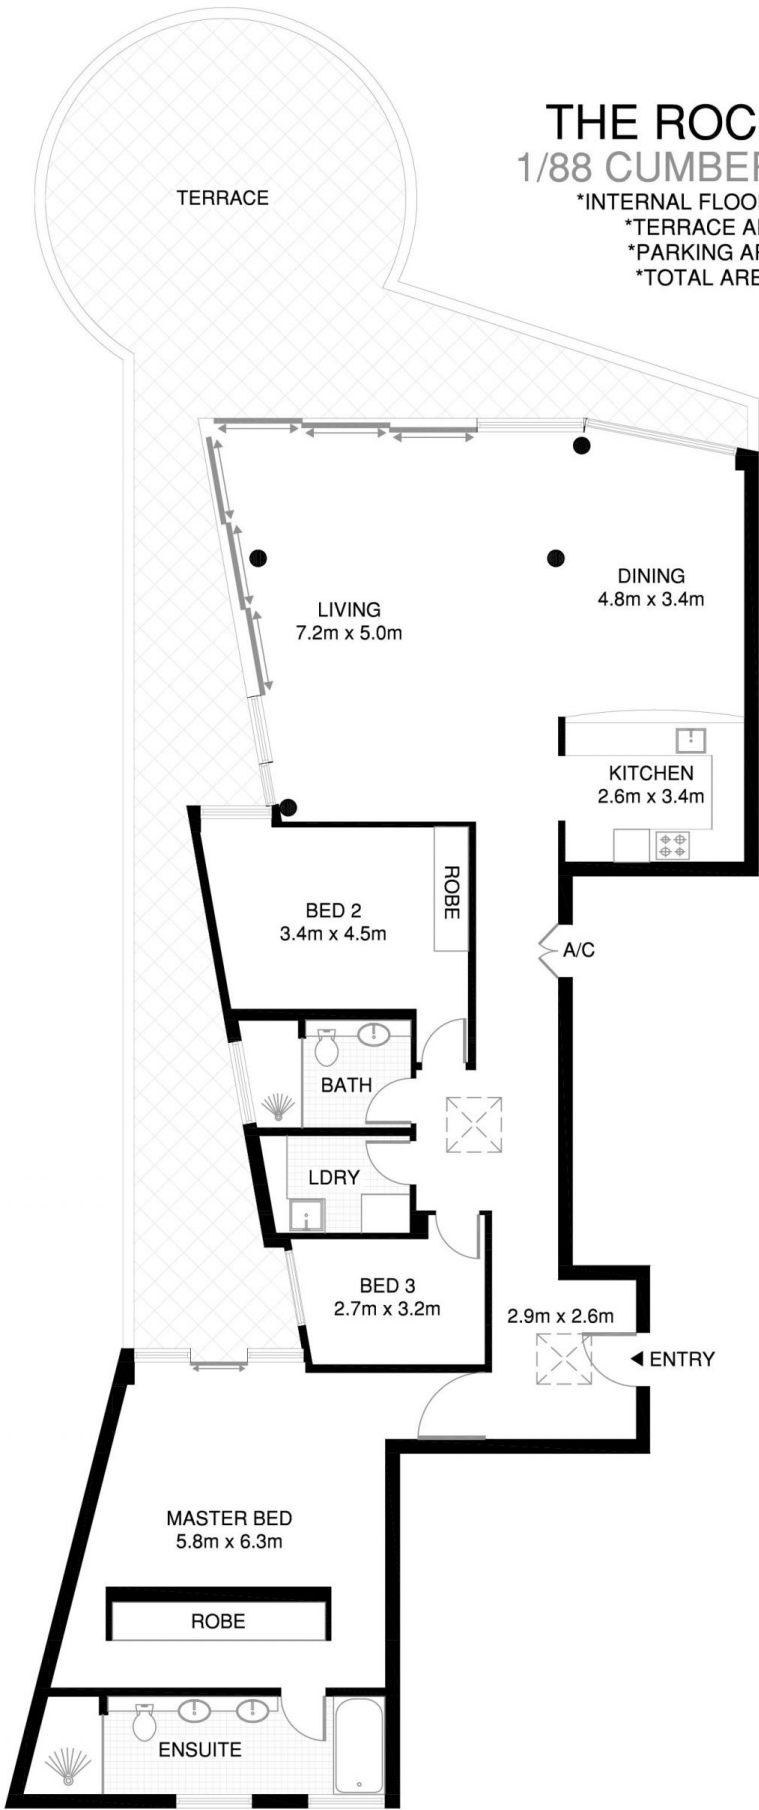 THE ROC
1/88 CUMBER
*INTERNAL FLOO
*TERRACE A
*PARKING A
*TOTAL ARE
TERRACE
DINING
4.8m x 3.4m
LIVING
7.2m x 5.0m
KITCHEN
2.6m x 3.4m
ROBE
BED 2
3.4m x 4.5m
A/C
BATH
LDRY
BED 3
2.7m x 3.2m
2.9m x 2.6m
ENTRY
MASTER BED
5.8m x 6.3m
ROBE
ENSUITE